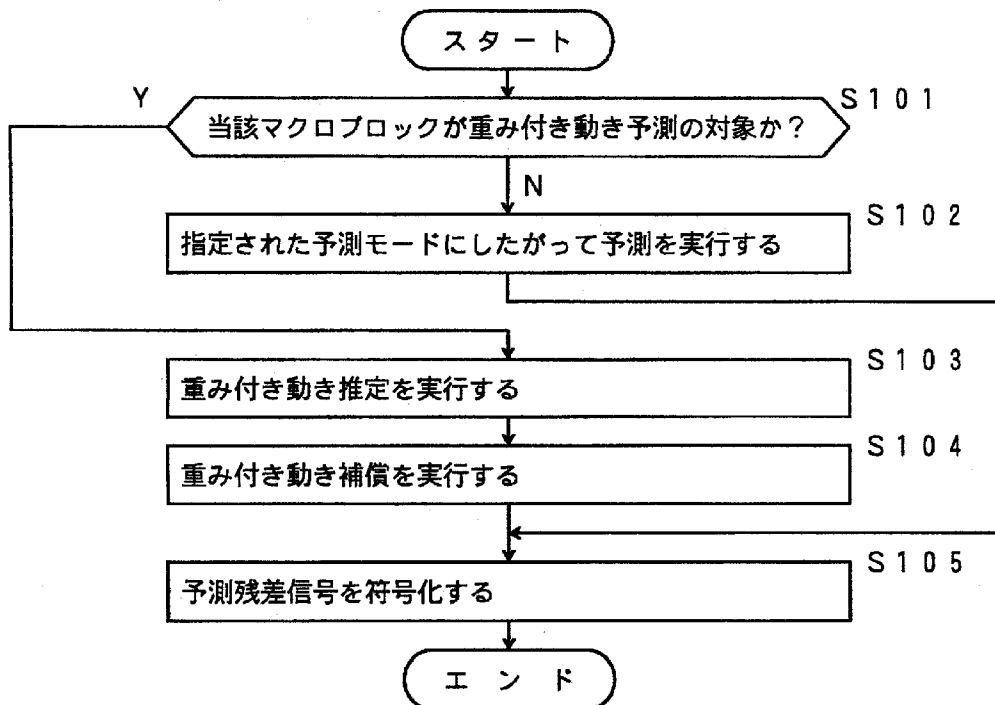 スタート
Y
S101
当該マクロブロックが重み付き動き予測の対象か？
N
S102
指定された予測モードにしたがって予測を実行する
S103
重み付き動き推定を実行する
S104
重み付き動き補償を実行する
S105
予測残差信号を符号化する
エンド